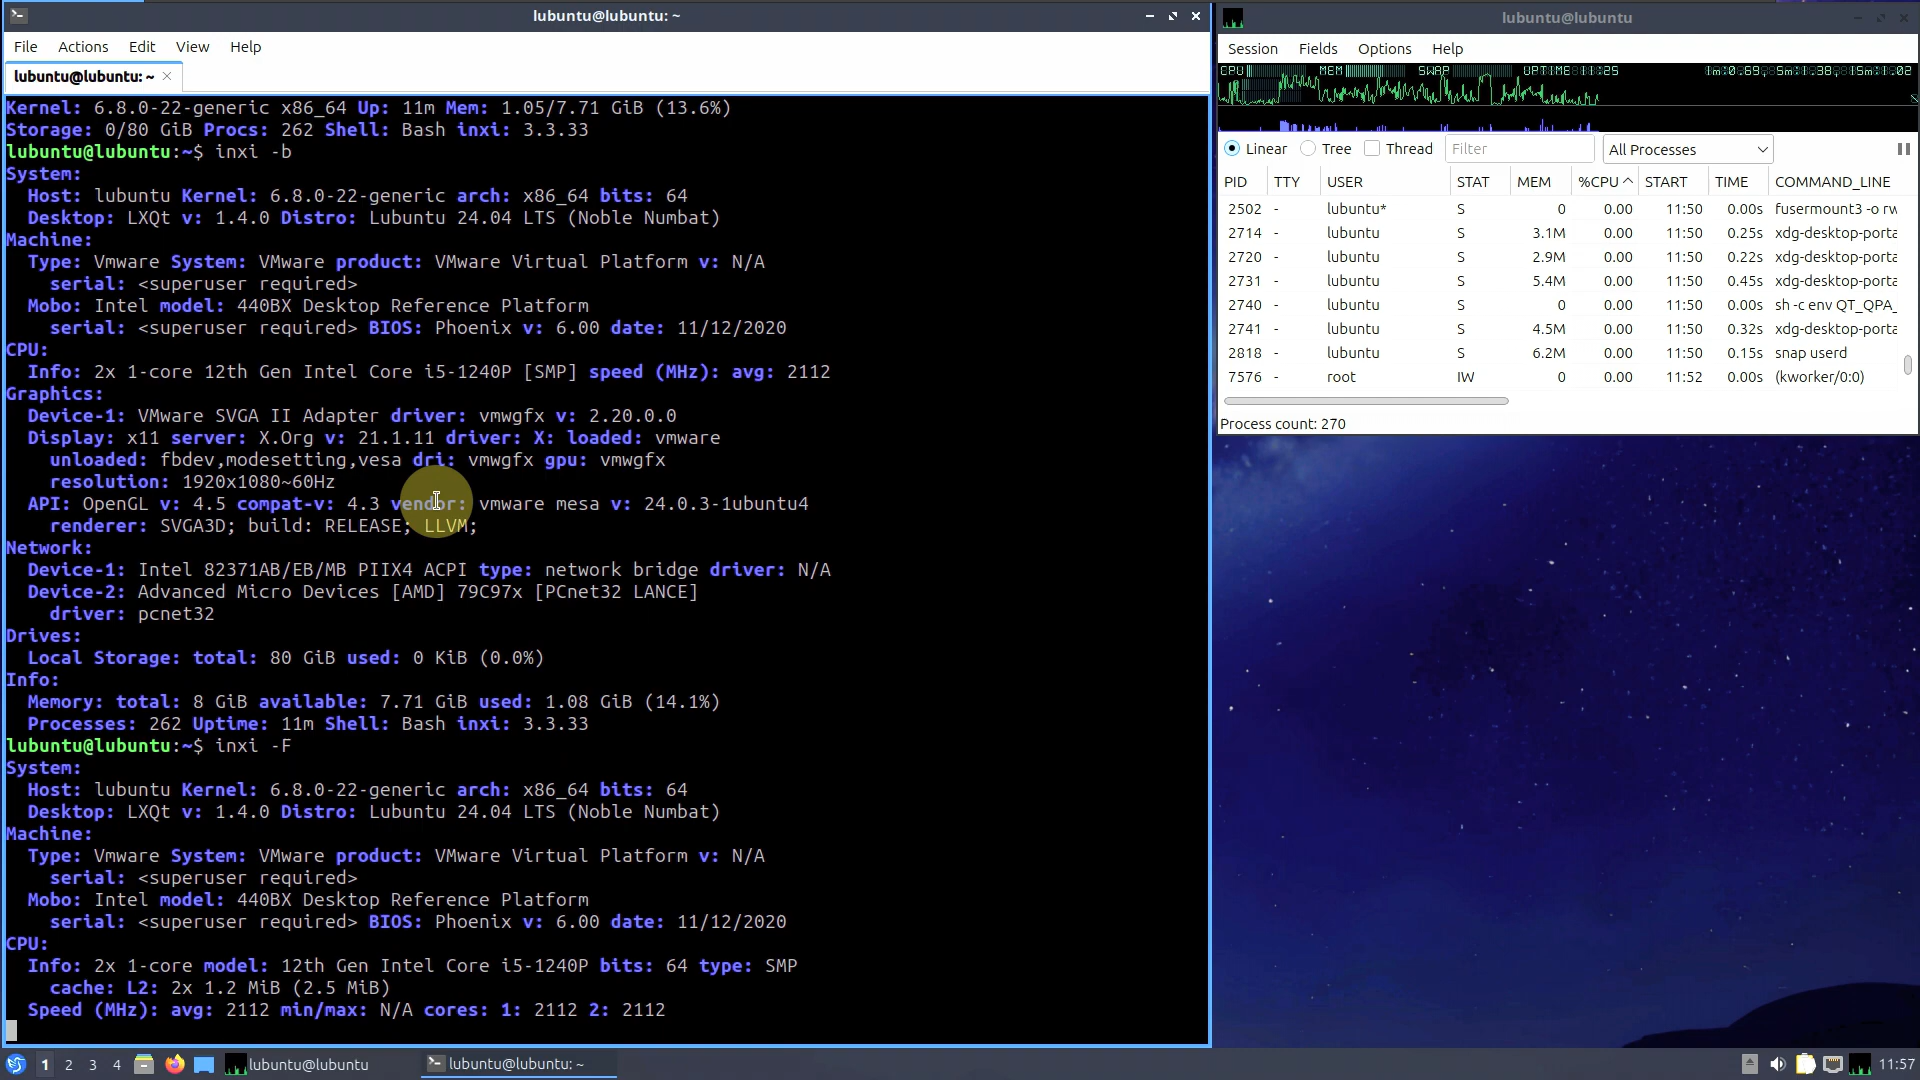 lubuntu@lubuntu: ~
File Actions Edit View Help
lubuntu@lubuntu: ~
Kernel: 6.8.0-22-generic x86_64 Up: 11m Mem: 1.05/7.71 GiB (13.6%)
Storage: 0/80 GiB Procs: 262 Shell: Bash inxi: 3.3.33
lubuntu@lubuntu:~$ inxi -b
System:
Host: lubuntu Kernel: 6.8.0-22-generic arch: x86_64 bits: 64
Desktop: LXQt v: 1.4.0 Distro: Lubuntu 24.04 LTS (Noble Numbat)
Machine:
Type: Vmware System: VMware product: VMware Virtual Platform v: N/A
serial: <superuser required>
Mobo: Intel model: 440BX Desktop Reference Platform
serial: <superuser required> BIOS: Phoenix v: 6.00 date: 11/12/2020
CPU:
Info: 2x 1-core 12th Gen Intel Core i5-1240P [SMP] speed (MHz): avg: 2112
Graphics:
Device-1: VMware SVGA II Adapter driver: vmwgfx v: 2.20.0.0
Display: x11 server: X.Org v: 21.1.11 driver: X: loaded: vmware
unloaded: fbdev,modesetting,vesa dri: vmwgfx gpu: vmwgfx
resolution: 1920x1080~60Hz
API: OpenGL v: 4.5 compat-v: 4.3 vendor: vmware mesa v: 24.0.3-1ubuntu4
renderer: SVGA3D; build: RELEASE; LLVM;
Network:
Device-1: Intel 82371AB/EB/MB PIIX4 ACPI type: network bridge driver: N/A
Device-2: Advanced Micro Devices [AMD] 79C97x [PCnet32 LANCE]
driver: pcnet32
Drives:
Local Storage: total: 80 GiB used: 0 KiB (0.0%)
Info:
Memory: total: 8 GiB available: 7.71 GiB used: 1.08 GiB (14.1%)
Processes: 262 Uptime: 11m Shell: Bash inxi: 3.3.33
lubuntu@lubuntu:~$ inxi -F
System:
Host: lubuntu Kernel: 6.8.0-22-generic arch: x86_64 bits: 64
Desktop: LXQt v: 1.4.0 Distro: Lubuntu 24.04 LTS (Noble Numbat)
Machine:
Type: Vmware System: VMware product: VMware Virtual Platform v: N/A
serial: <superuser required>
Mobo: Intel model: 440BX Desktop Reference Platform
serial: <superuser required> BIOS: Phoenix v: 6.00 date: 11/12/2020
CPU:
Info: 2x 1-core model: 12th Gen Intel Core i5-1240P bits: 64 type: SMP
cache: L2: 2x 1.2 MiB (2.5 MiB)
Speed (MHz): avg: 2112 min/max: N/A cores: 1: 2112 2: 2112
lubuntu@lubuntu
Session Fields Options Help
CPU MEM SWAP UPTIME
Linear Tree Thread Filter All Processes
PID TTY USER STAT MEM %CPU START TIME COMMAND_LINE
2502 - lubuntu* S 0 0.00 11:50 0.00s fusermount3 -o rw
2714 - lubuntu S 3.1M 0.00 11:50 0.25s xdg-desktop-porta
2720 - lubuntu S 2.9M 0.00 11:50 0.22s xdg-desktop-porta
2731 - lubuntu S 5.4M 0.00 11:50 0.45s xdg-desktop-porta
2740 - lubuntu S 0 0.00 11:50 0.00s sh -c env QT_QPA_
2741 - lubuntu S 4.5M 0.00 11:50 0.32s xdg-desktop-porta
2818 - lubuntu S 6.2M 0.00 11:50 0.15s snap userd
7576 - root IW 0 0.00 11:52 0.00s (kworker/0:0)
Process count: 270
1 2 3 4 lubuntu@lubuntu lubuntu@lubuntu: ~ 11:57